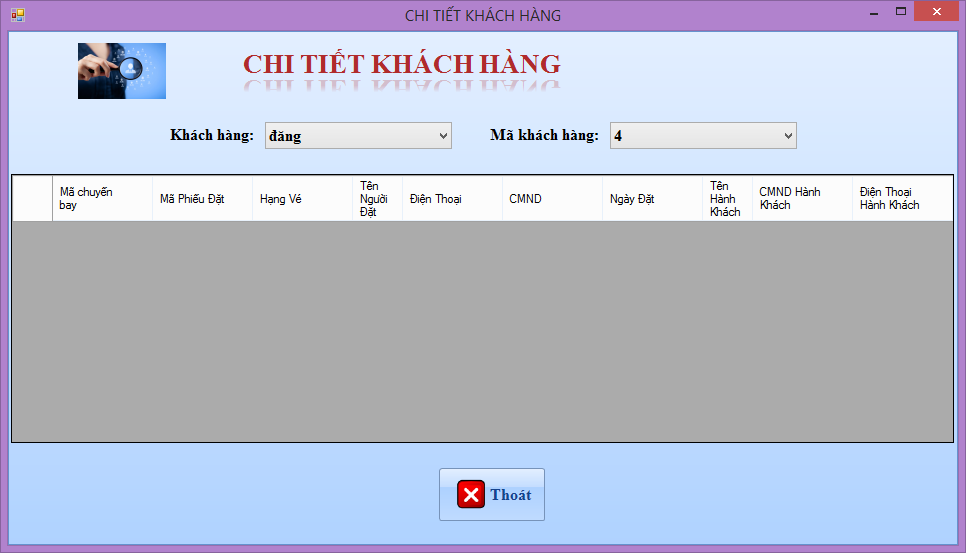 CHI TIẾT KHÁCH HÀNG
CHI TIẾT KHÁCH HÀNG
Khách hàng: đăng Mã khách hàng: 4
Mã chuyến
bay
Mã Phiếu Đặt
Hạng Vé
Tên
Người
Đặt
Điện Thoại
CMND
Ngày Đặt
Tên
Hành
Khách
CMND Hành
Khách
Điện Thoại
Hành Khách
Thoát